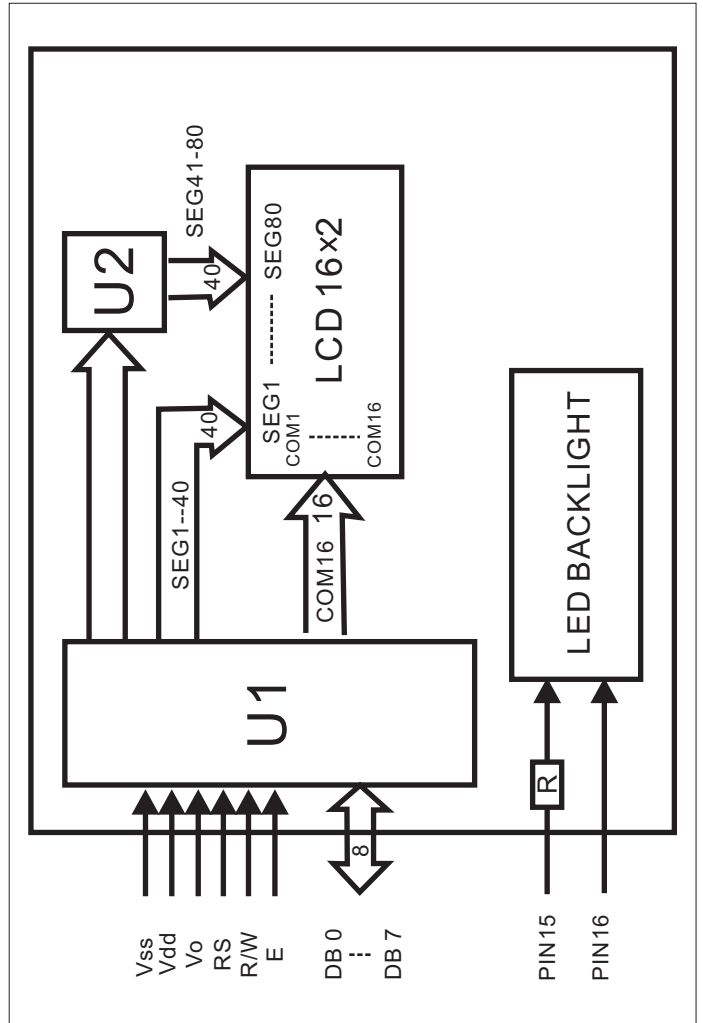 Vss
Vdd
Vo
RS
R/W
E
DB 0
DB 7
8
U1
SEG1--40
40
COM16
16
U2
SEG41-80
40
SEG1 -------- SEG80
COM1
COM16
LCD 16×2
PIN15
PIN16
R
LED BACKLIGHT